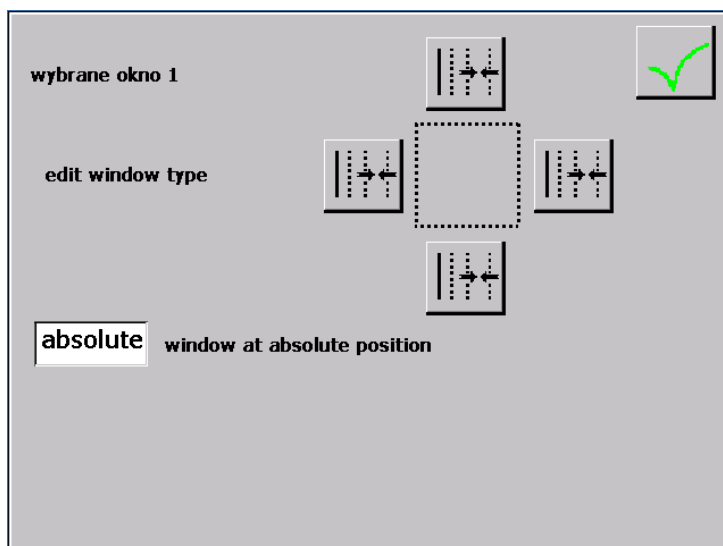 wybrane okno 1
edit window type
absolute window at absolute position